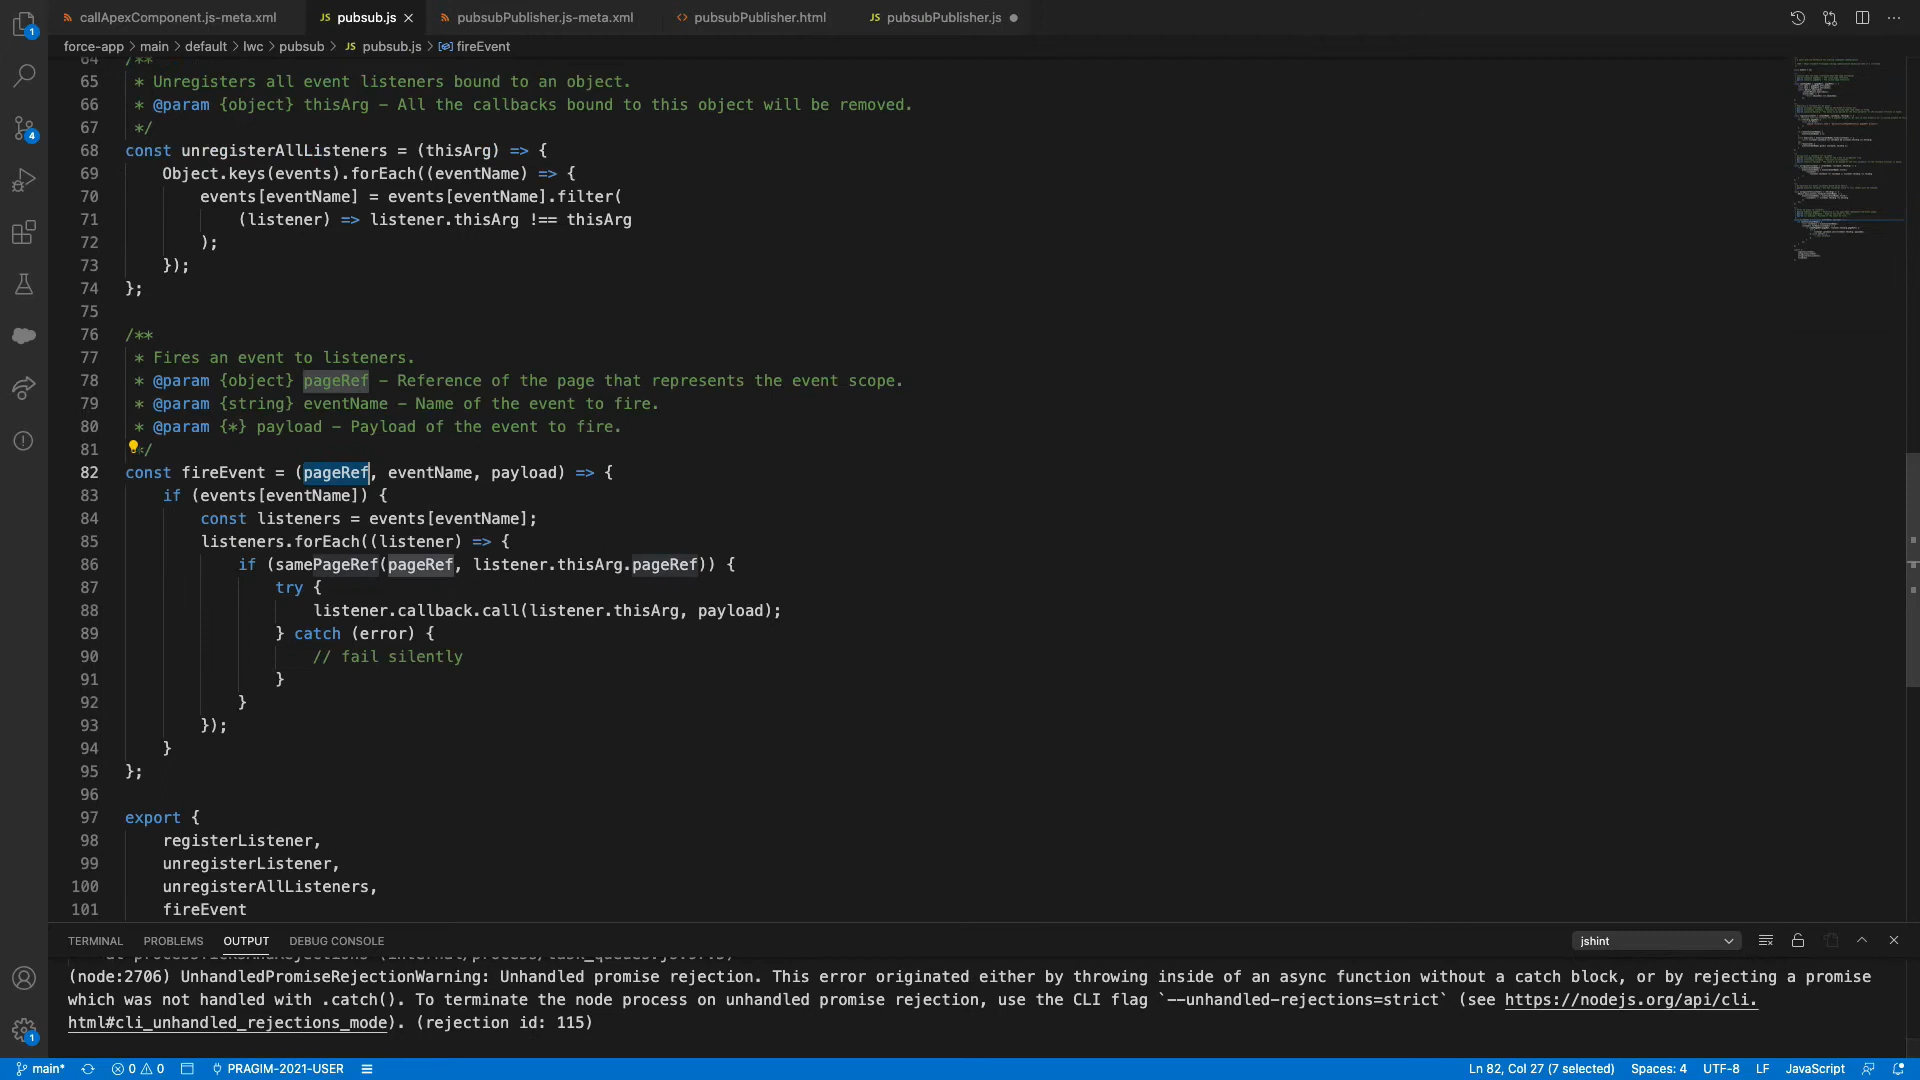 callApexComponent.js-meta.xml
JS pubsub.js
pubsubPublisher.js-meta.xml
<> pubsubPublisher.html
JS pubsubPublisher.js
force-app > main > default > lwc > pubsub > JS pubsub.js > fireEvent
64 /**
65 * Unregisters all event listeners bound to an object.
66 * @param {object} thisArg - All the callbacks bound to this object will be removed.
67 */
68 const unregisterAllListeners = (thisArg) => {
69 Object.keys(events).forEach((eventName) => {
70 events[eventName] = events[eventName].filter(
71 (listener) => listener.thisArg !== thisArg
72 );
73 });
74 };
75
76 /**
77 * Fires an event to listeners.
78 * @param {object} pageRef - Reference of the page that represents the event scope.
79 * @param {string} eventName - Name of the event to fire.
80 * @param {*} payload - Payload of the event to fire.
81 */
82 const fireEvent = (pageRef, eventName, payload) => {
83 if (events[eventName]) {
84 const listeners = events[eventName];
85 listeners.forEach((listener) => {
86 if (samePageRef(pageRef, listener.thisArg.pageRef)) {
87 try {
88 listener.callback.call(listener.thisArg, payload);
89 } catch (error) {
90 // fail silently
91 }
92 }
93 });
94 }
95 };
96
97 export {
98 registerListener,
99 unregisterListener,
100 unregisterAllListeners,
101 fireEvent
1
4
1
TERMINAL PROBLEMS OUTPUT DEBUG CONSOLE
jshint
(node:2706) UnhandledPromiseRejectionWarning: Unhandled promise rejection. This error originated either by throwing inside of an async function without a catch block, or by rejecting a promise
which was not handled with .catch(). To terminate the node process on unhandled promise rejection, use the CLI flag `--unhandled-rejections=strict` (see https://nodejs.org/api/cli.
html#cli_unhandled_rejections_mode). (rejection id: 115)
main* 0 0 PRAGIM-2021-USER
Ln 82, Col 27 (7 selected) Spaces: 4 UTF-8 LF JavaScript